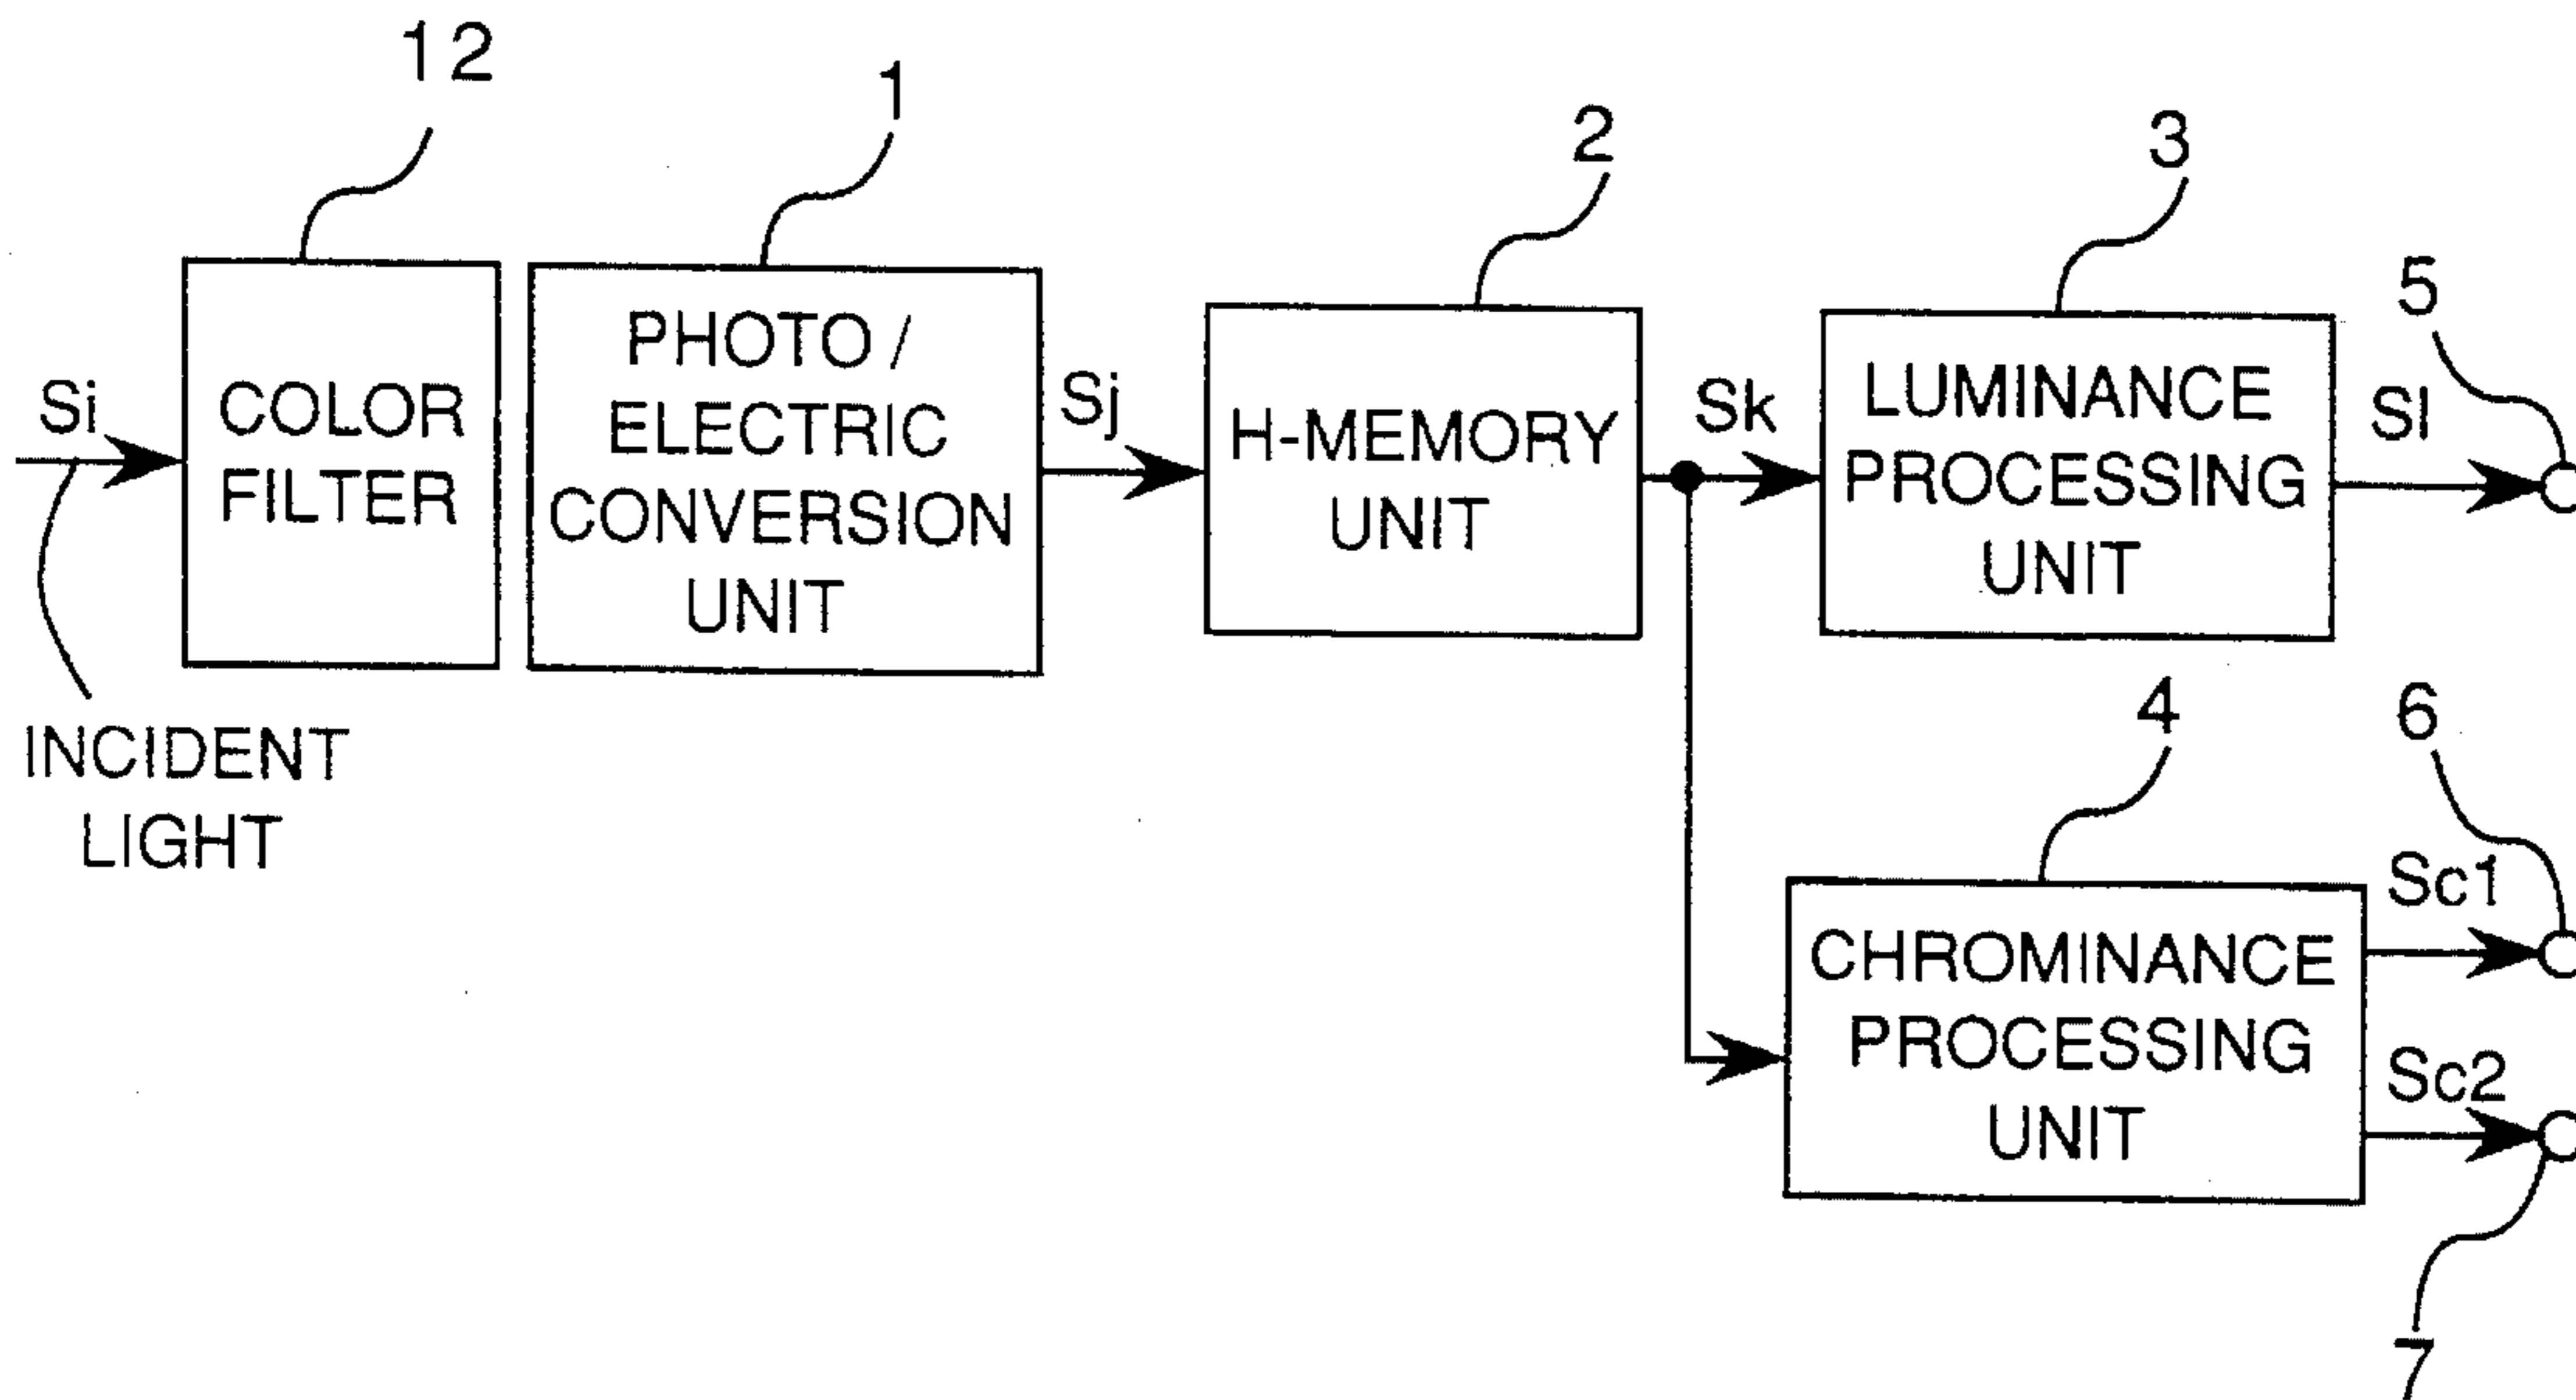 12
1
2
3
5
Si
COLOR
FILTER
PHOTO /
ELECTRIC
CONVERSION
UNIT
Sj
H-MEMORY
UNIT
Sk
LUMINANCE
PROCESSING
UNIT
Sl
INCIDENT
LIGHT
4
6
CHROMINANCE
PROCESSING
UNIT
Sc1
Sc2
7